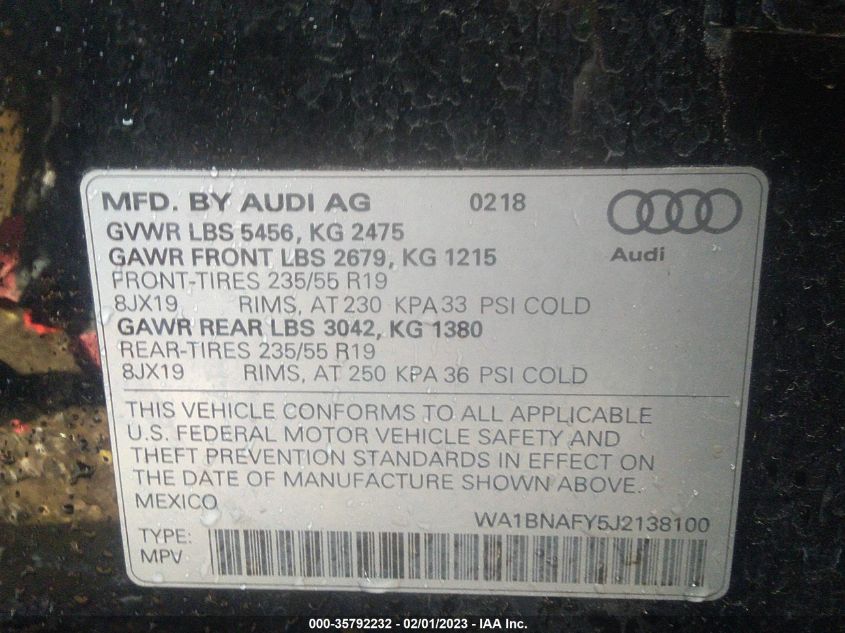 MFD. BY AUDI AG 0218
GVWR LBS 5456, KG 2475
GAWR FRONT LBS 2679, KG 1215
Audi
FRONT-TIRES 235/55 R19
8JX19 RIMS, AT 230 KPA 33 PSI COLD
GAWR REAR LBS 3042, KG 1380
REAR-TIRES 235/55 R19
8JX19 RIMS, AT 250 KPA 36 PSI COLD
THIS VEHICLE CONFORMS TO ALL APPLICABLE
U.S. FEDERAL MOTOR VEHICLE SAFETY AND
THEFT PREVENTION STANDARDS IN EFFECT ON
THE DATE OF MANUFACTURE SHOWN ABOVE.
MEXICO
WA1BNAFY5J2138100
TYPE:
MPV
000-35792232 - 02/01/2023 - IAA Inc.